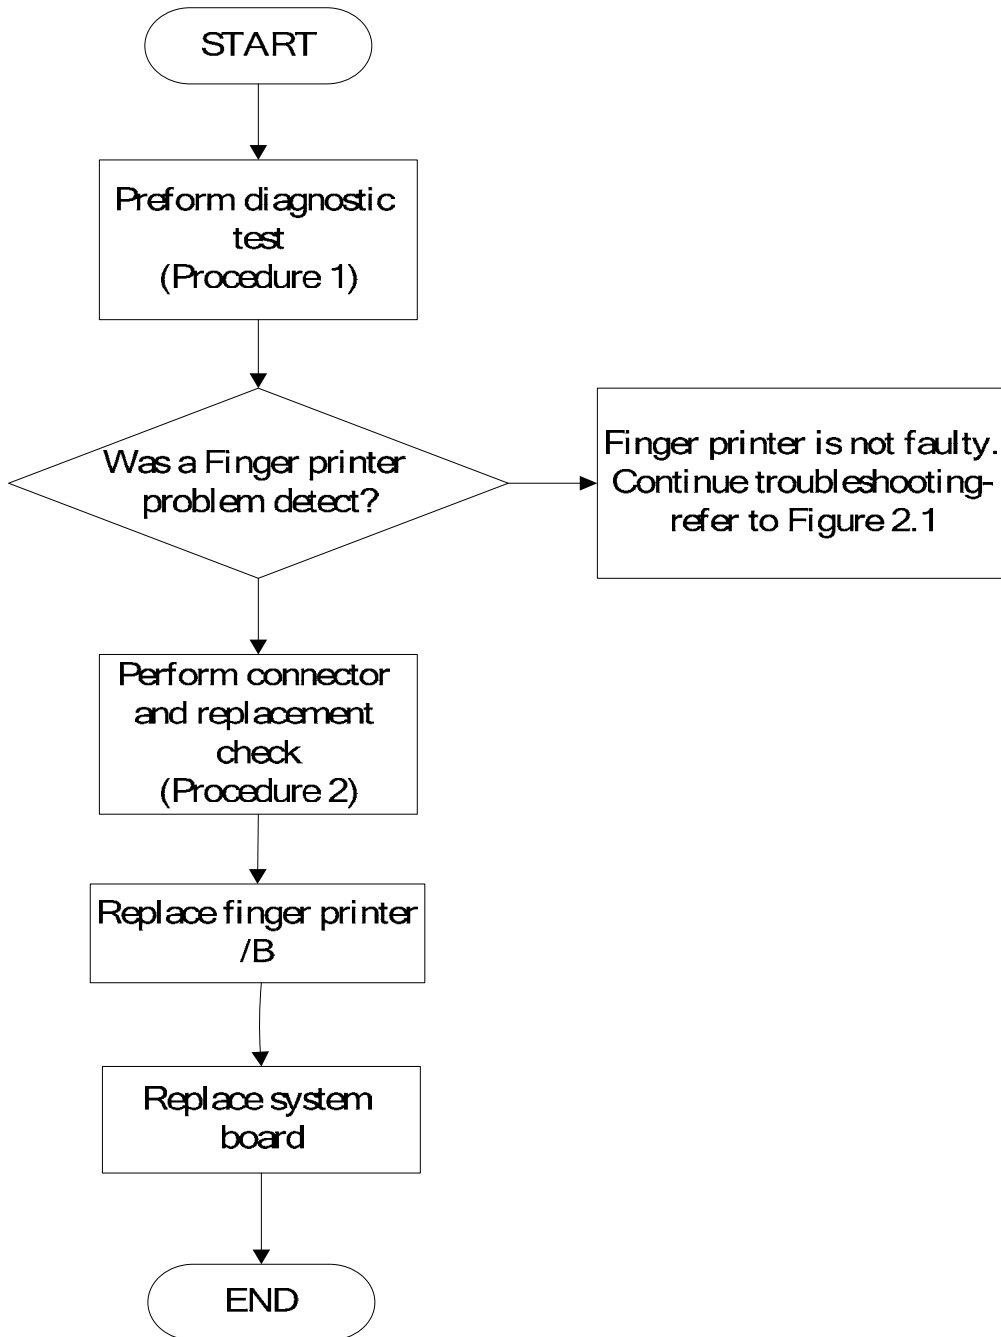 START
Preform diagnostic
test
(Procedure 1)
Was a Finger printer
problem detect?
Finger printer is not faulty.
Continue troubleshooting-
refer to Figure 2.1
Perform connector
and replacement
check
(Procedure 2)
Replace finger printer
/B
Replace system
board
END